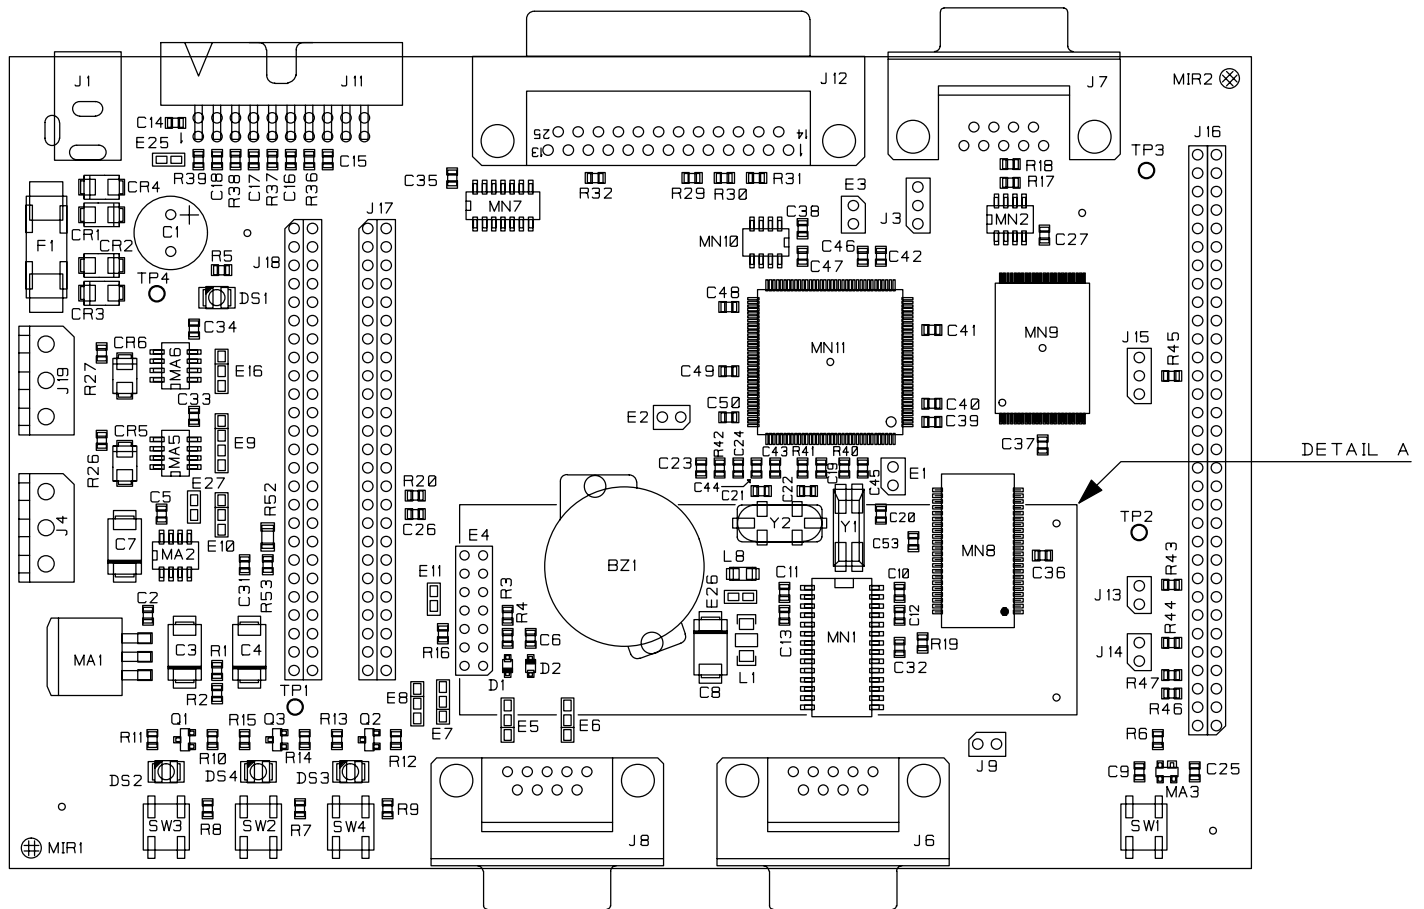 J1
J11
J12
J7
MIR2
C14
E25
25
14
13
1
J16
R39
C18
R38
C17
R37
C16
R36
C15
C35
MN7
R32
R29
R30
R31
E3
J3
R18
R17
TP3
CR4
F1
CR1
CR2
C1
J17
J18
MN10
C38
C46
C42
C47
MN2
C27
R5
TP4
CR3
DS1
C34
C48
C41
MN11
MN9
J15
R45
J19
R27
CR6
MA6
E16
C33
C49
C50
E2
C40
C39
C37
R26
CR5
MA5
E9
R42
C24
C43
R41
R40
C23
C44
C21
C22
C19
C45
E1
DETAIL A
J4
C5
E27
R52
R20
C26
C7
MA2
E10
E4
BZ1
Y2
Y1
C20
C53
MN8
TP2
C36
R43
C31
R53
E11
R3
R4
L8
E26
C11
C10
J13
C2
MA1
C3
R1
C4
R16
C6
C13
MN1
C12
R19
R44
J14
R2
TP1
D1
D2
C8
L1
C32
R47
R46
E8
E7
E5
E6
Q1
R15
Q3
R13
Q2
R11
R10
R14
R12
R6
J9
DS2
DS4
DS3
C9
MA3
C25
SW3
R8
SW2
R7
SW4
R9
J8
J6
SW1
MIR1